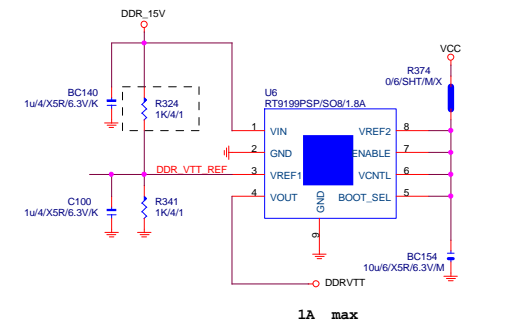 DDR_15V
VCC
R374
0/6/SHT/M/X
BC140
1u/4/X5R/6.3V/K
R324
1K/4/1
U6
RT9199PSP/SO8/1.8A
1 VIN VREF2 8
2 GND ENABLE 7
DDR_VTT_REF 3 VREF1 VCNTL 6
4 VOUT BOOT_SEL 5
GND
9
C100
1u/4/X5R/6.3V/K
R341
1K/4/1
BC154
10u/6/X5R/6.3V/M
DDRVTT
1A max